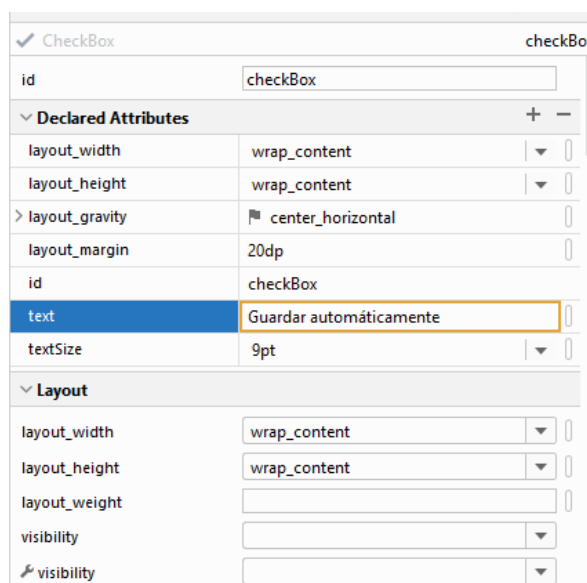 CheckBox checkBo
id checkBox
Declared Attributes
layout_width wrap_content
layout_height wrap_content
layout_gravity center_horizontal
layout_margin 20dp
id checkBox
text Guardar automáticamente
textSize 9pt
Layout
layout_width wrap_content
layout_height wrap_content
layout_weight
visibility
visibility